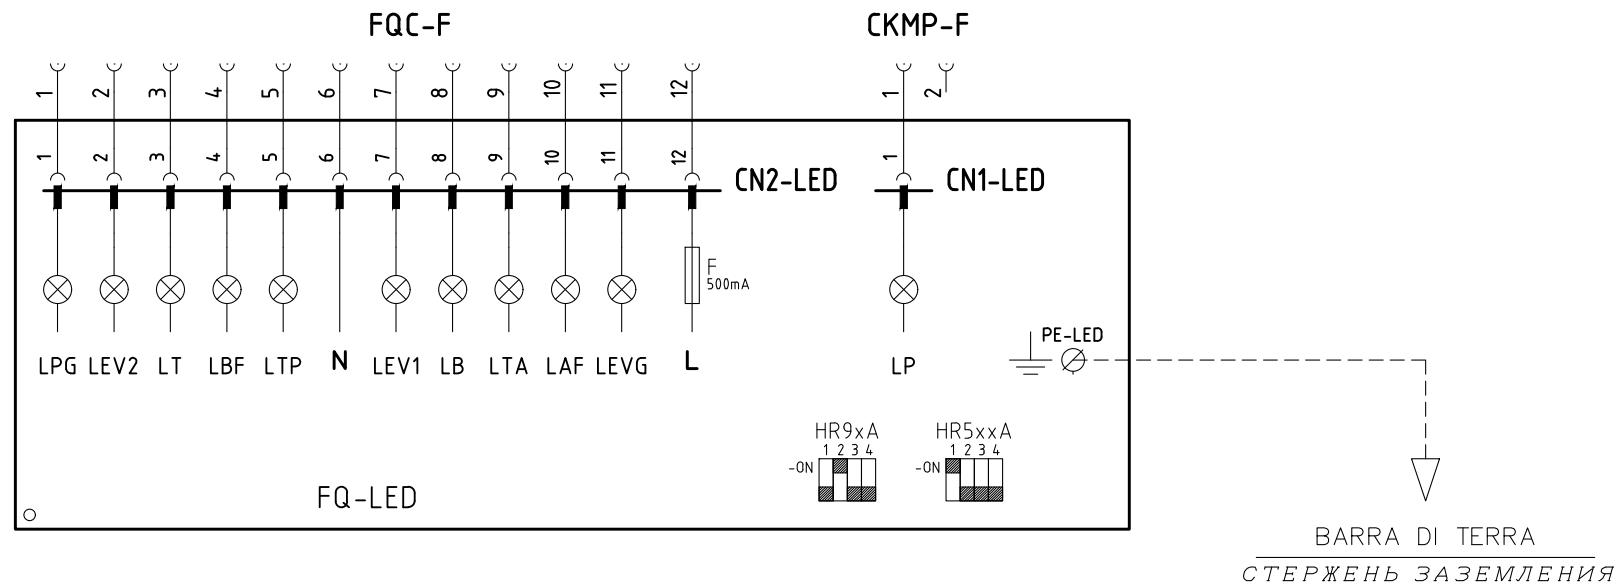 FQC-F CKMP-F
1 2 3 4 5 6 7 8 9 10 11 12 1 2
1 2 3 4 5 6 7 8 9 10 11 12 CN2-LED 1 CN1-LED
F
500mA
PE-LED
LPG LEV2 LT LBF LTP N LEV1 LB LTA LAF LEVG L LP
HR9xA HR5xxA
1 2 3 4 1 2 3 4
-ON -ON
FQ-LED
BARRA DI TERRA
СТЕРЖЕНЬ ЗАЗЕМЛЕНИЯ